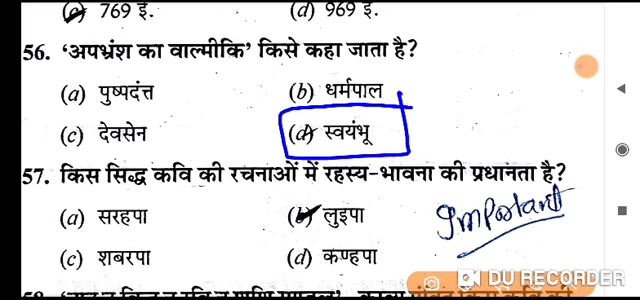 (c) 769 ई. (d) 969 ई.
56. ‘अपभ्रंश का वाल्मीकि’ किसे कहा जाता है?
(a) पुष्पदंत्त (b) धर्मपाल
(c) देवसेन (d) स्वयंभू
57. किस सिद्ध कवि की रचनाओं में रहस्य-भावना की प्रधानता है?
(a) सरहपा (b) लुइपा
Important
(c) शबरपा (d) कण्हपा
DU RECORDER